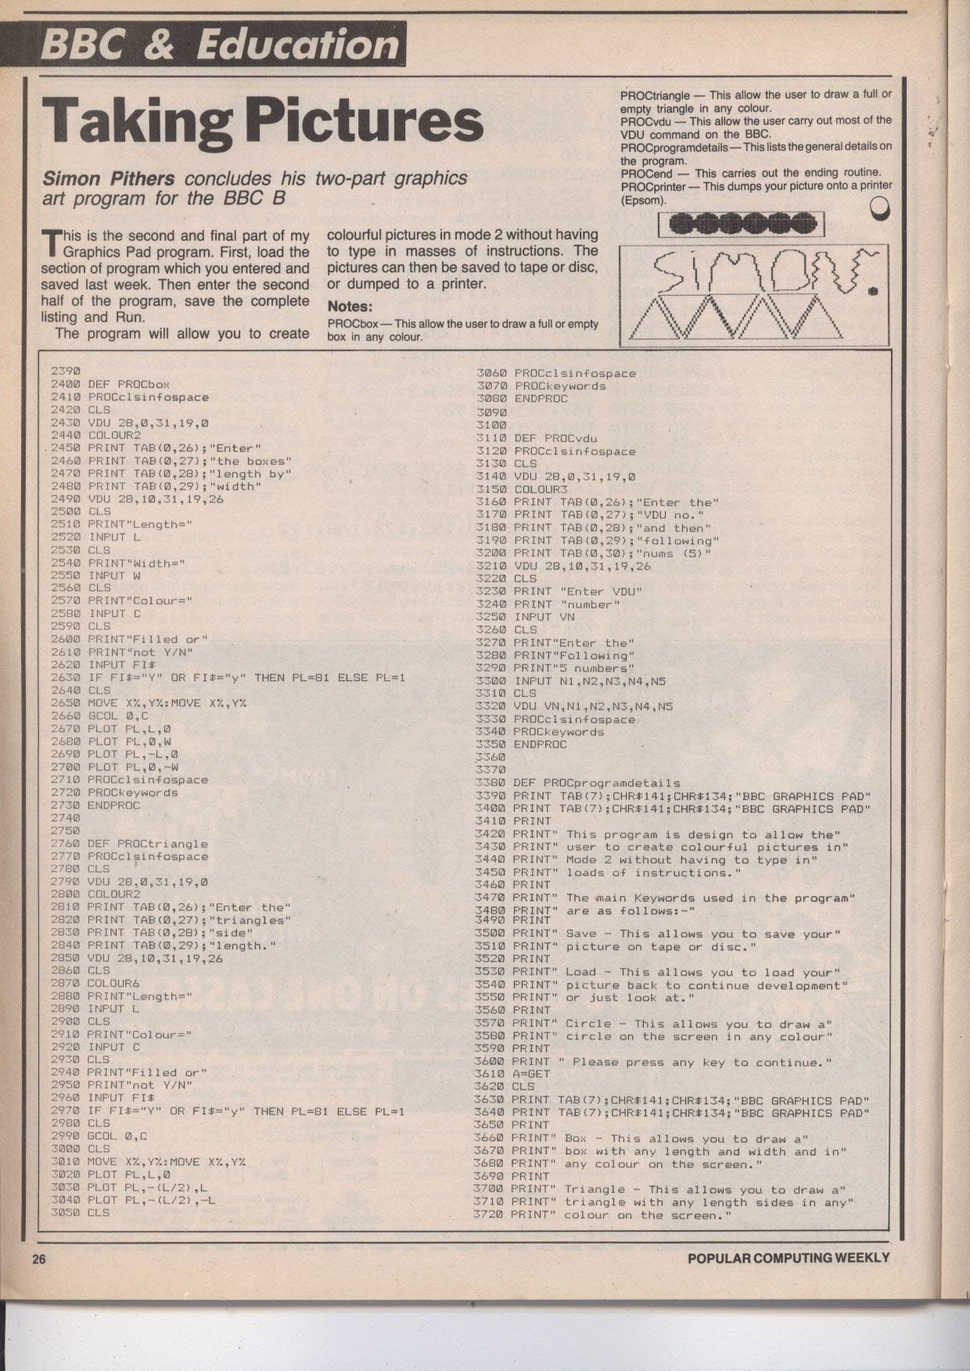 BBC & Education
Taking Pictures
Simon Pithers concludes his two-part graphics
art program for the BBC B
This is the second and final part of my
Graphics Pad program. First, load the
section of program which you entered and
saved last week. Then enter the second
half of the program, save the complete
listing and Run.
The program will allow you to create
colourful pictures in mode 2 without having
to type in masses of instructions. The
pictures can then be saved to tape or disc,
or dumped to a printer.
Notes:
PROCbox — This allow the user to draw a full or empty
box in any colour.
PROCtriangle — This allow the user to draw a full or
empty triangle in any colour.
PROCvdu — This allow the user carry out most of the
VDU command on the BBC.
PROCprogramdetails — This lists the general details on
the program.
PROCend — This carries out the ending routine.
PROCprinter — This dumps your picture onto a printer
(Epsom).
SIMON.
2390
2400 DEF PROCbox
2410 PROCclsinfospace
2420 CLS
2430 VDU 28,0,31,19,0
2440 COLOUR2
2450 PRINT TAB(0,26);"Enter"
2460 PRINT TAB(0,27);"the boxes"
2470 PRINT TAB(0,28);"length by"
2480 PRINT TAB(0,29);"width"
2490 VDU 28,10,31,19,26
2500 CLS
2510 PRINT"Length="
2520 INPUT L
2530 CLS
2540 PRINT"Width="
2550 INPUT W
2560 CLS
2570 PRINT"Colour="
2580 INPUT C
2590 CLS
2600 PRINT"Filled or"
2610 PRINT"not Y/N"
2620 INPUT FI$
2630 IF FI$="Y" OR FI$="y" THEN PL=81 ELSE PL=1
2640 CLS
2650 MOVE X%,Y%:MOVE X%,Y%
2660 GCOL 0,C
2670 PLOT PL,L,0
2680 PLOT PL,0,W
2690 PLOT PL,-L,0
2700 PLOT PL,0,-W
2710 PROCclsinfospace
2720 PROCkeywords
2730 ENDPROC
2740
2750
2760 DEF PROCtriangle
2770 PROCclsinfospace
2780 CLS
2790 VDU 28,0,31,19,0
2800 COLOUR2
2810 PRINT TAB(0,26);"Enter the"
2820 PRINT TAB(0,27);"triangles"
2830 PRINT TAB(0,28);"side"
2840 PRINT TAB(0,29);"length."
2850 VDU 28,10,31,19,26
2860 CLS
2870 COLOUR6
2880 PRINT"Length="
2890 INPUT L
2900 CLS
2910 PRINT"Colour="
2920 INPUT C
2930 CLS
2940 PRINT"Filled or"
2950 PRINT"not Y/N"
2960 INPUT FI$
2970 IF FI$="Y" OR FI$="y" THEN PL=81 ELSE PL=1
2980 CLS
2990 GCOL 0,C
3000 CLS
3010 MOVE X%,Y%:MOVE X%,Y%
3020 PLOT PL,L,0
3030 PLOT PL,-(L/2),L
3040 PLOT PL,-(L/2),-L
3050 CLS
3060 PROCclsinfospace
3070 PROCkeywords
3080 ENDPROC
3090
3100
3110 DEF PROCvdu
3120 PROCclsinfospace
3130 CLS
3140 VDU 28,0,31,19,0
3150 COLOUR3
3160 PRINT TAB(0,26);"Enter the"
3170 PRINT TAB(0,27);"VDU no."
3180 PRINT TAB(0,28);"and then"
3190 PRINT TAB(0,29);"following"
3200 PRINT TAB(0,30);"nums (5)"
3210 VDU 28,10,31,19,26
3220 CLS
3230 PRINT "Enter VDU"
3240 PRINT "number"
3250 INPUT VN
3260 CLS
3270 PRINT"Enter the"
3280 PRINT"Following"
3290 PRINT"5 numbers"
3300 INPUT N1,N2,N3,N4,N5
3310 CLS
3320 VDU VN,N1,N2,N3,N4,N5
3330 PROCclsinfospace
3340 PROCkeywords
3350 ENDPROC
3360
3370
3380 DEF PROCprogramdetails
3390 PRINT TAB(7);CHR$141;CHR$134;"BBC GRAPHICS PAD"
3400 PRINT TAB(7);CHR$141;CHR$134;"BBC GRAPHICS PAD"
3410 PRINT
3420 PRINT" This program is design to allow the"
3430 PRINT" user to create colourful pictures in"
3440 PRINT" Mode 2 without having to type in"
3450 PRINT" loads of instructions."
3460 PRINT
3470 PRINT" The main Keywords used in the program"
3480 PRINT" are as follows:-"
3490 PRINT
3500 PRINT" Save - This allows you to save your"
3510 PRINT" picture on tape or disc."
3520 PRINT
3530 PRINT" Load - This allows you to load your"
3540 PRINT" picture back to continue development"
3550 PRINT" or just look at."
3560 PRINT
3570 PRINT" Circle - This allows you to draw a"
3580 PRINT" circle on the screen in any colour"
3590 PRINT
3600 PRINT " Please press any key to continue."
3610 A=GET
3620 CLS
3630 PRINT TAB(7);CHR$141;CHR$134;"BBC GRAPHICS PAD"
3640 PRINT TAB(7);CHR$141;CHR$134;"BBC GRAPHICS PAD"
3650 PRINT
3660 PRINT" Box - This allows you to draw a"
3670 PRINT" box with any length and width and in"
3680 PRINT" any colour on the screen."
3690 PRINT
3700 PRINT" Triangle - This allows you to draw a"
3710 PRINT" triangle with any length sides in any"
3720 PRINT" colour on the screen."
26
POPULAR COMPUTING WEEKLY